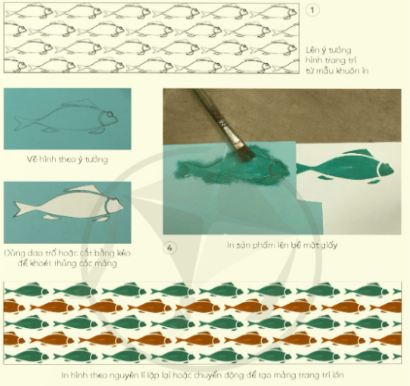 1
Lên ý tưởng
hình trang trí
từ mẫu khuôn in
Vẽ hình theo ý tưởng
Dùng dao trổ hoặc cắt bằng kéo
để khoét thủng các mảng
4
In sản phẩm lên bề mặt giấy
In hình theo nguyên lí lặp lại hoặc chuyển động để tạo mảng trang trí lớn